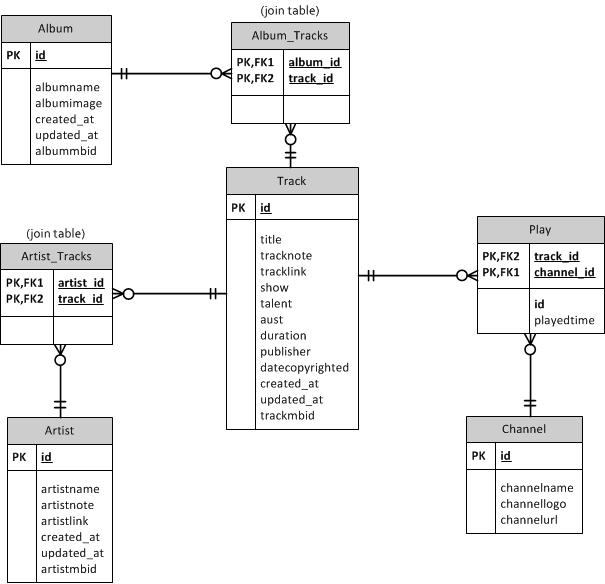 Album
PK id
albumname
albumimage
created_at
updated_at
albummbid
(join table)
Album_Tracks
PK,FK1 album_id
PK,FK2 track_id
Track
PK id
title
tracknote
tracklink
show
talent
aust
duration
publisher
datecopyrighted
created_at
updated_at
trackmbid
(join table)
Artist_Tracks
PK,FK1 artist_id
PK,FK2 track_id
Play
PK,FK2 track_id
PK,FK1 channel_id
id
playedtime
Artist
PK id
artistname
artistnote
artistlink
created_at
updated_at
artistmbid
Channel
PK id
channelname
channellogo
channelurl